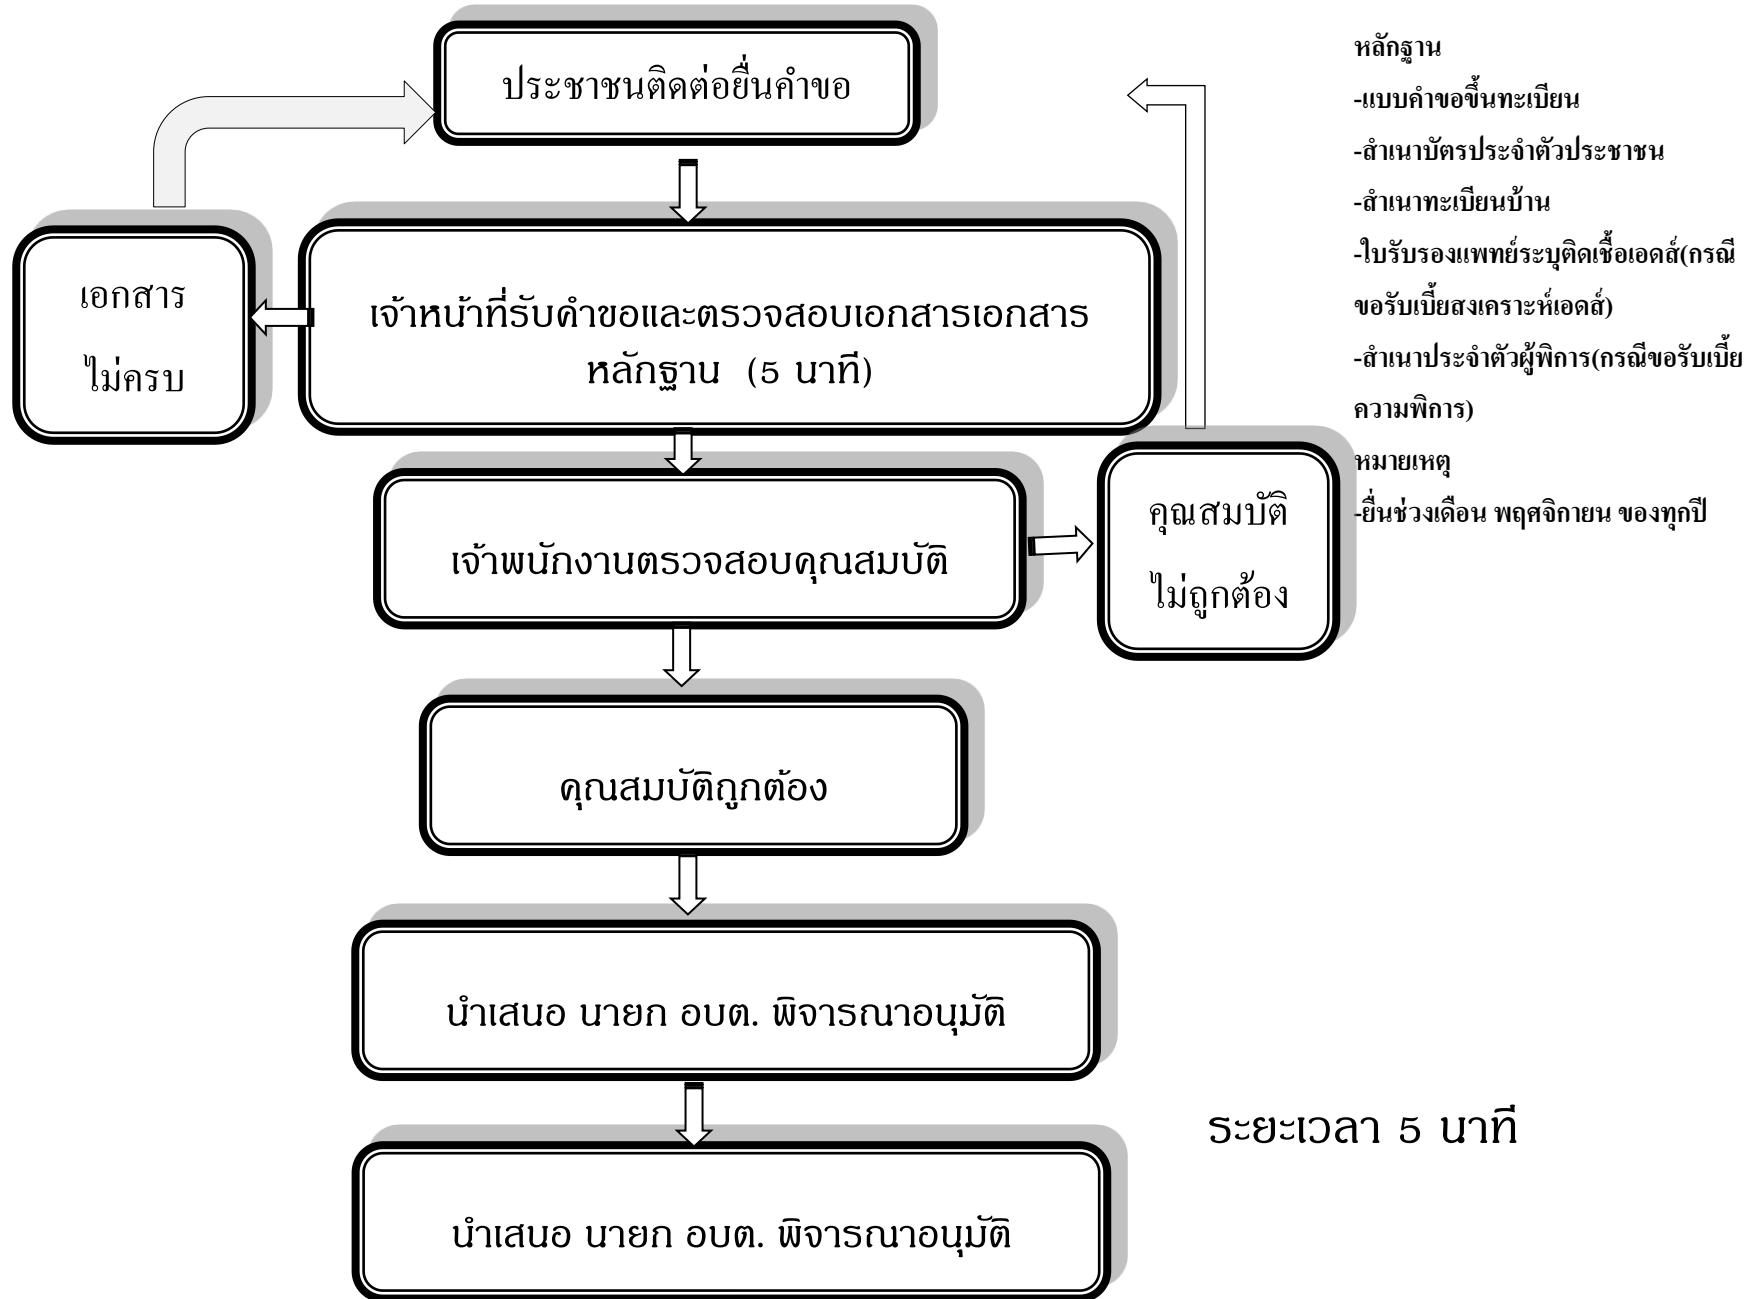 ประชาชนติดต่อยื่นคำขอ
เอกสาร
ไม่ครบ
เจ้าหน้าที่รับคำขอและตรวจสอบเอกสารเอกสาร
หลักฐาน (5 นาที)
เจ้าพนักงานตรวจสอบคุณสมบัติ
คุณสมบัติ
ไม่ถูกต้อง
คุณสมบัติถูกต้อง
นำเสนอ นายก อบต. พิจารณาอนุมัติ
นำเสนอ นายก อบต. พิจารณาอนุมัติ
ระยะเวลา 5 นาที
หลักฐาน
-แบบคำขอขึ้นทะเบียน
-สำเนาบัตรประจำตัวประชาชน
-สำเนาทะเบียนบ้าน
-ใบรับรองแพทย์ระบุติดเชื้อเอดส์(กรณี
ขอรับเบี้ยสงเคราะห์เอดส์)
-สำเนาประจำตัวผู้พิการ(กรณีขอรับเบี้ย
ความพิการ)
หมายเหตุ
-ยื่นช่วงเดือน พฤศจิกายน ของทุกปี